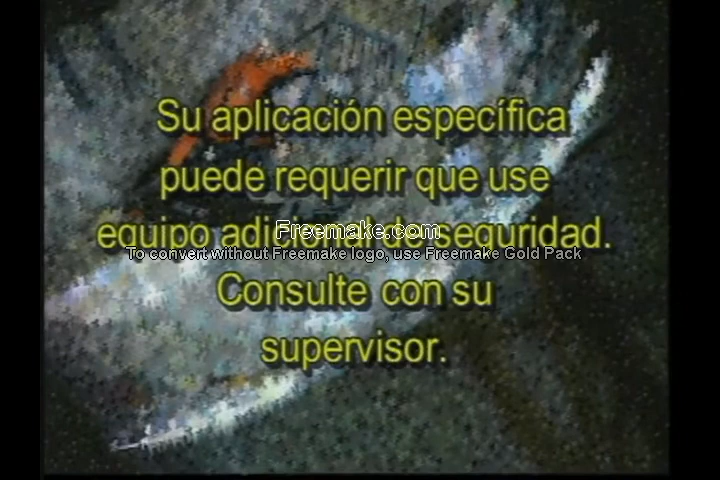 Su aplicación específica
puede requerir que use
equipo adicional de seguridad.
Freemake.com
To convert without Freemake logo, use Freemake Gold Pack
Consulte con su
supervisor.